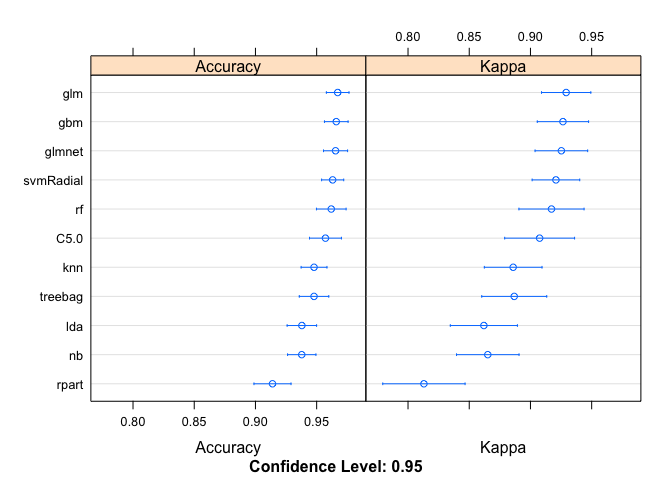 0.80 0.85 0.90 0.95
Accuracy Kappa
glm
gbm
glmnet
svmRadial
rf
C5.0
knn
treebag
lda
nb
rpart
0.80 0.85 0.90 0.95
Accuracy Kappa
Confidence Level: 0.95